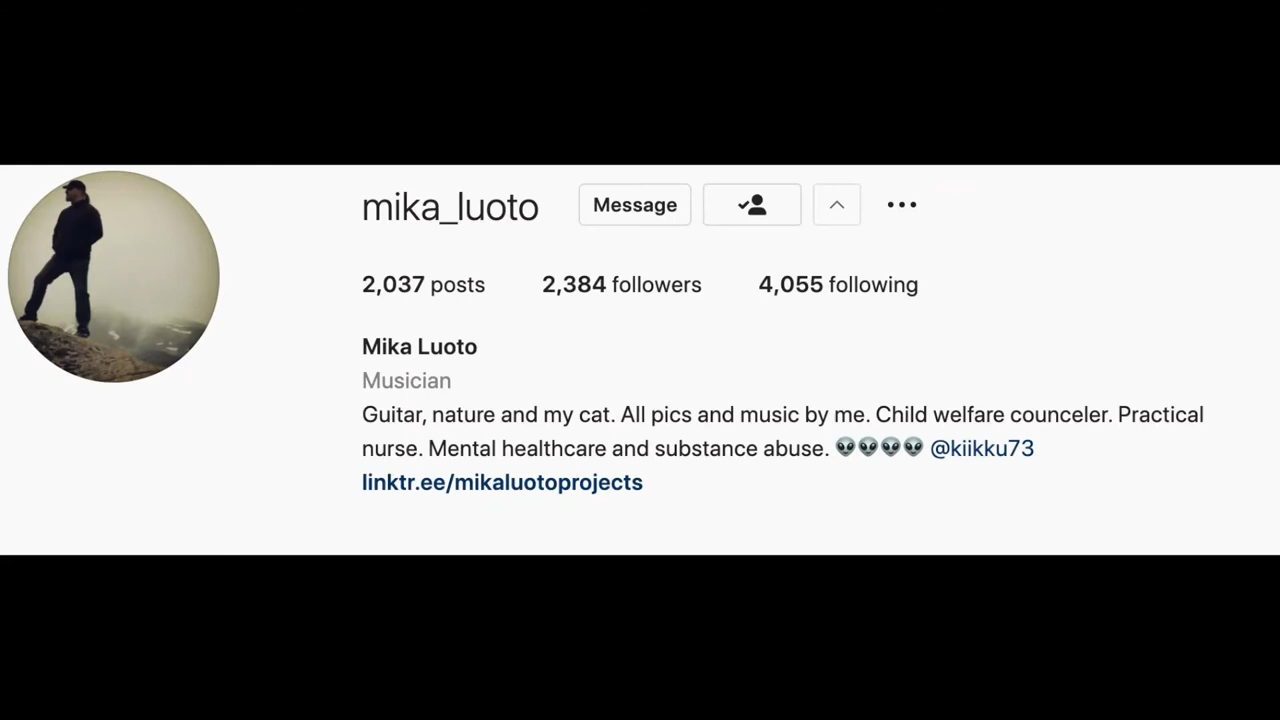 mika_luoto Message
2,037 posts 2,384 followers 4,055 following
Mika Luoto
Musician
Guitar, nature and my cat. All pics and music by me. Child welfare counceler. Practical
nurse. Mental healthcare and substance abuse. 👽👽👽👽 @kiikku73
linktr.ee/mikaluotoprojects